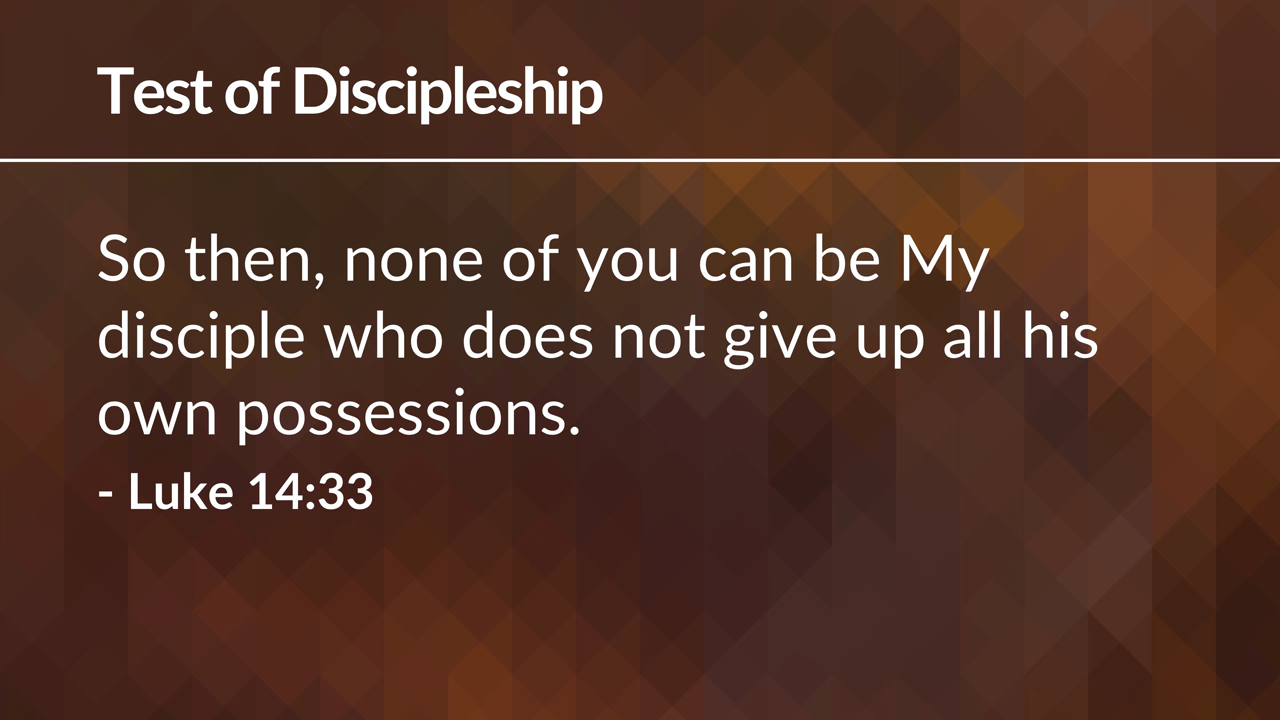 Test of Discipleship
So then, none of you can be My
disciple who does not give up all his
own possessions.
- Luke 14:33